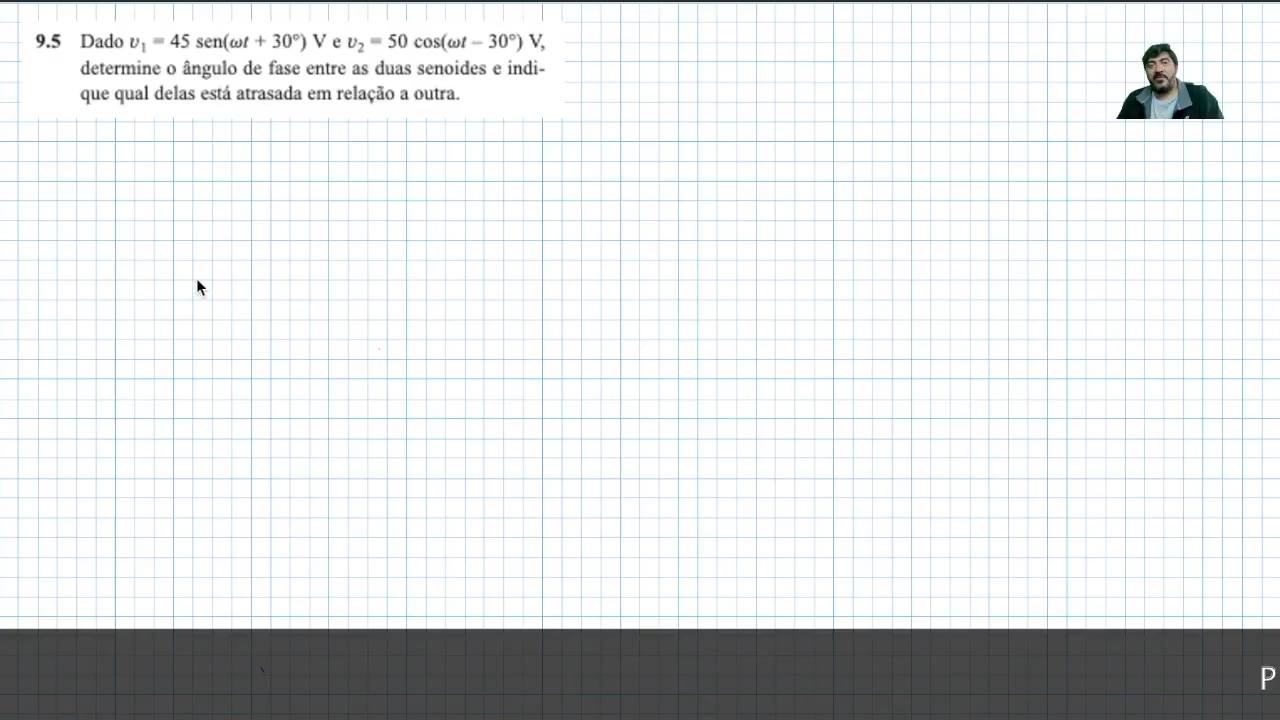 9.5 Dado v₁ = 45 sen(ωt + 30°) V e v₂ = 50 cos(ωt – 30°) V,
determine o ângulo de fase entre as duas senoides e indi-
que qual delas está atrasada em relação a outra.
P